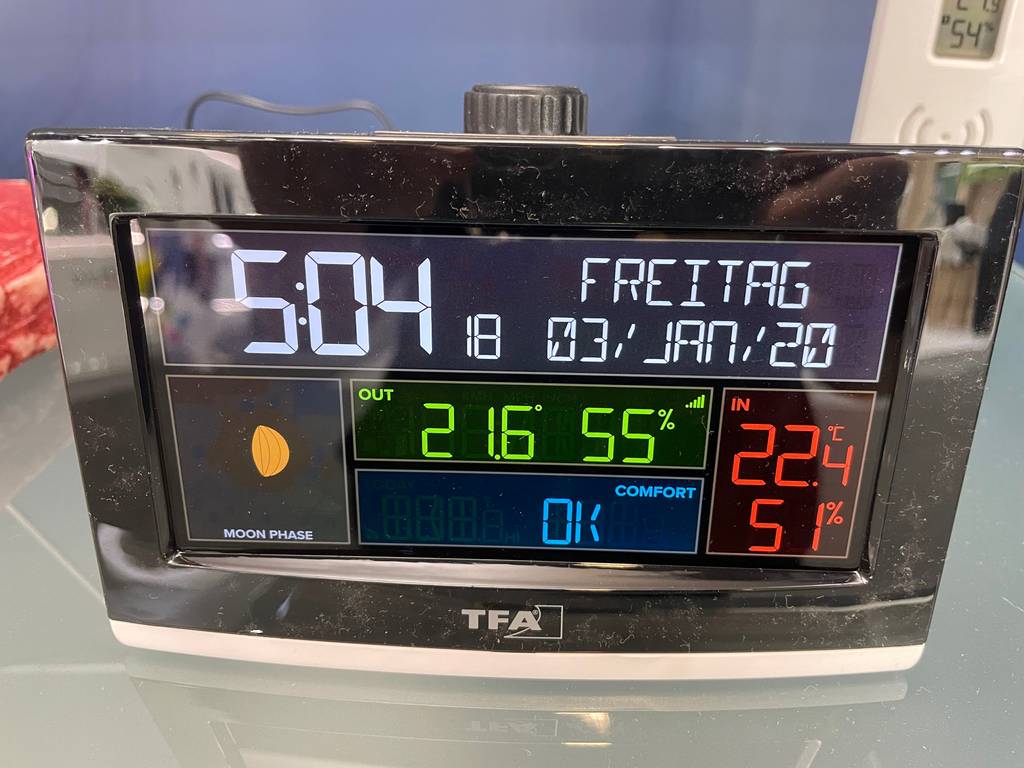 5:04 18
FREITAG
03/JAN/20
OUT
21.6° 55%
IN
22.4 °C
51%
COMFORT
OK
MOON PHASE
TFA
54%